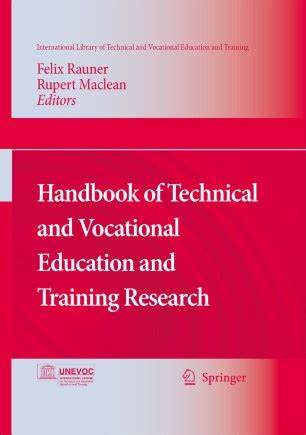 International Library of Technical and Vocational Education and Training
Felix Rauner
Rupert Maclean
Editors
Handbook of Technical
and Vocational
Education and
Training Research
UNEVOC
Springer